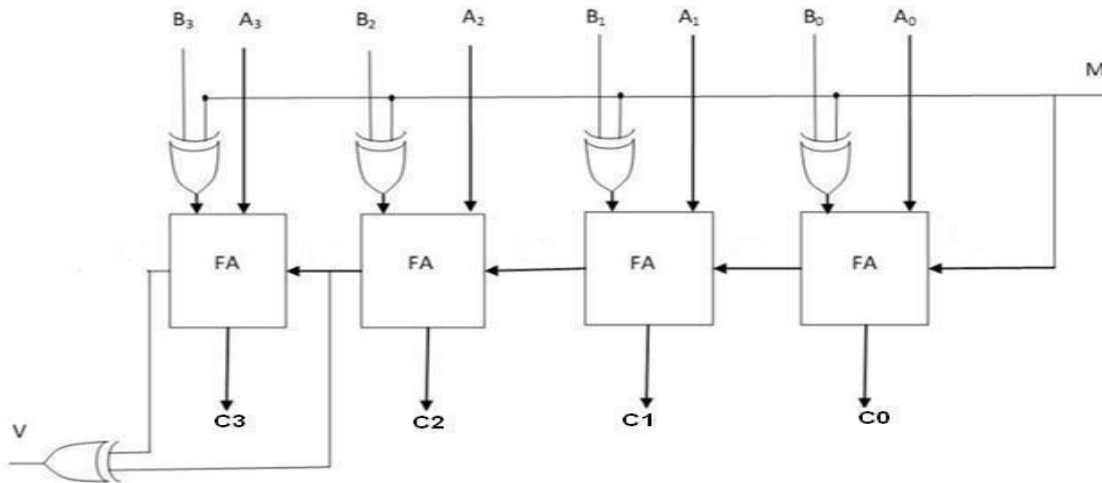 B₃ A₃ B₂ A₂ B₁ A₁ B₀ A₀
M
FA FA FA FA
C3 C2 C1 C0
V